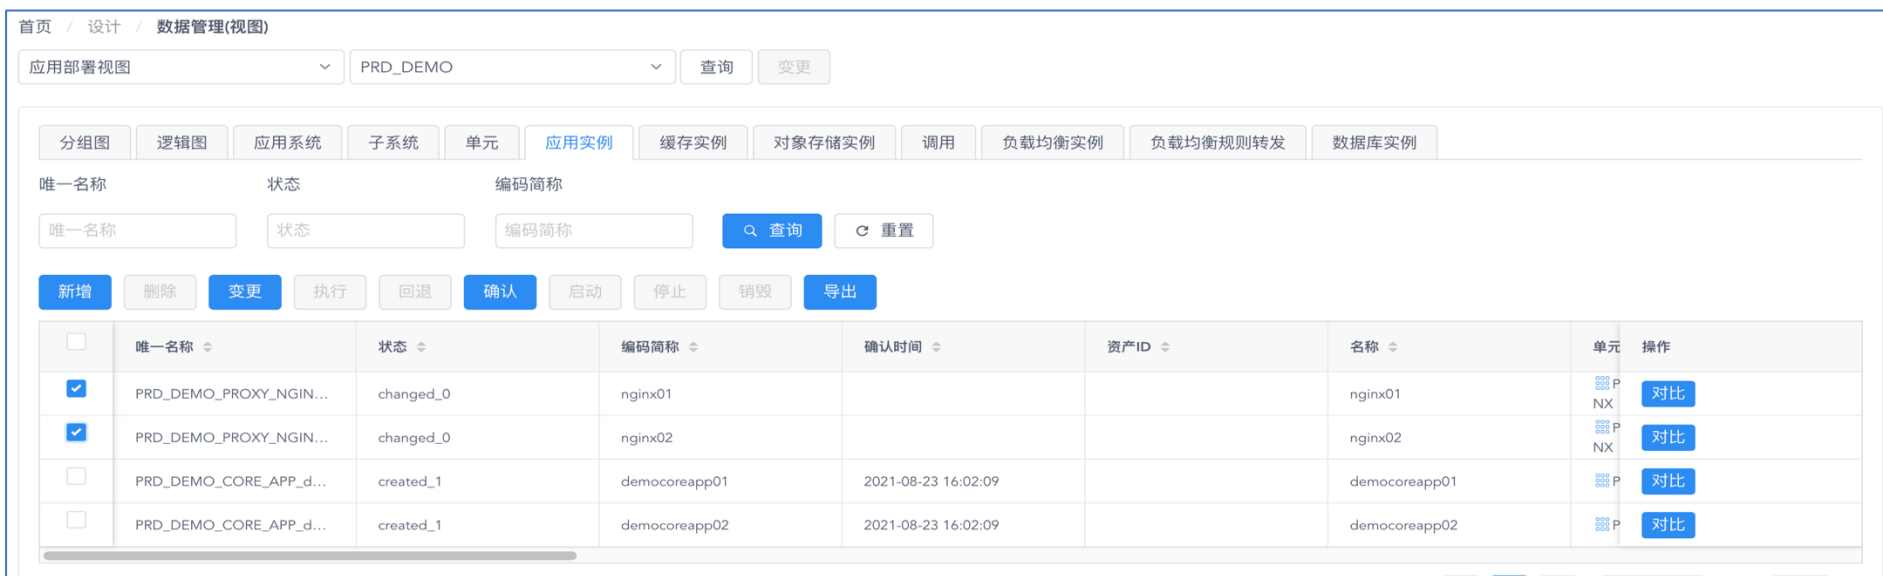 首页 / 设计 / 数据管理(视图)
应用部署视图 PRD_DEMO 查询 变更
分组图 逻辑图 应用系统 子系统 单元 应用实例 缓存实例 对象存储实例 调用 负载均衡实例 负载均衡规则转发 数据库实例
唯一名称 状态 编码简称
唯一名称 状态 编码简称 查询 重置
新增 删除 变更 执行 回退 确认 启动 停止 销毁 导出
唯一名称 状态 编码简称 确认时间 资产ID 名称 单元 操作
PRD_DEMO_PROXY_NGIN... changed_0 nginx01 nginx01 P 对比
NX
PRD_DEMO_PROXY_NGIN... changed_0 nginx02 nginx02 P 对比
NX
PRD_DEMO_CORE_APP_d... created_1 democoreapp01 2021-08-23 16:02:09 democoreapp01 P 对比
PRD_DEMO_CORE_APP_d... created_1 democoreapp02 2021-08-23 16:02:09 democoreapp02 P 对比